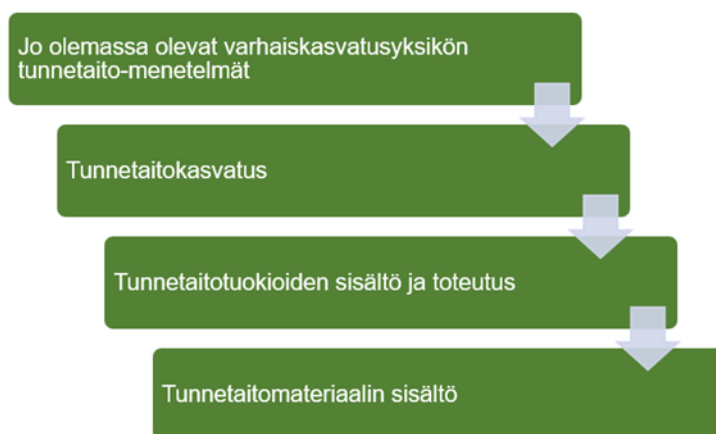 Jo olemassa olevat varhaiskasvatusyksikön
tunnetaito-menetelmät
Tunnetaitokasvatus
Tunnetaitotuokioiden sisältö ja toteutus
Tunnetaitomateriaalin sisältö